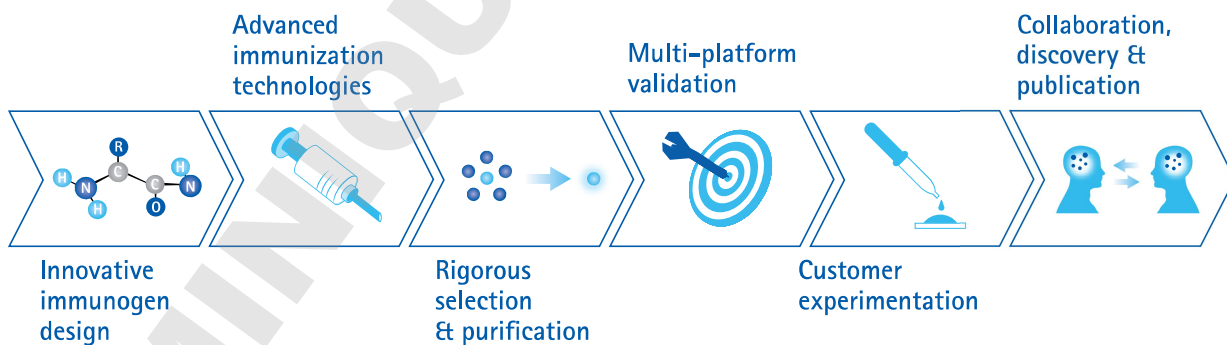 Advanced
immunization
technologies
Multi-platform
validation
Collaboration,
discovery &
publication
R
H
H
N
C
C
N
H
O
Innovative
immunogen
design
Rigorous
selection
& purification
Customer
experimentation